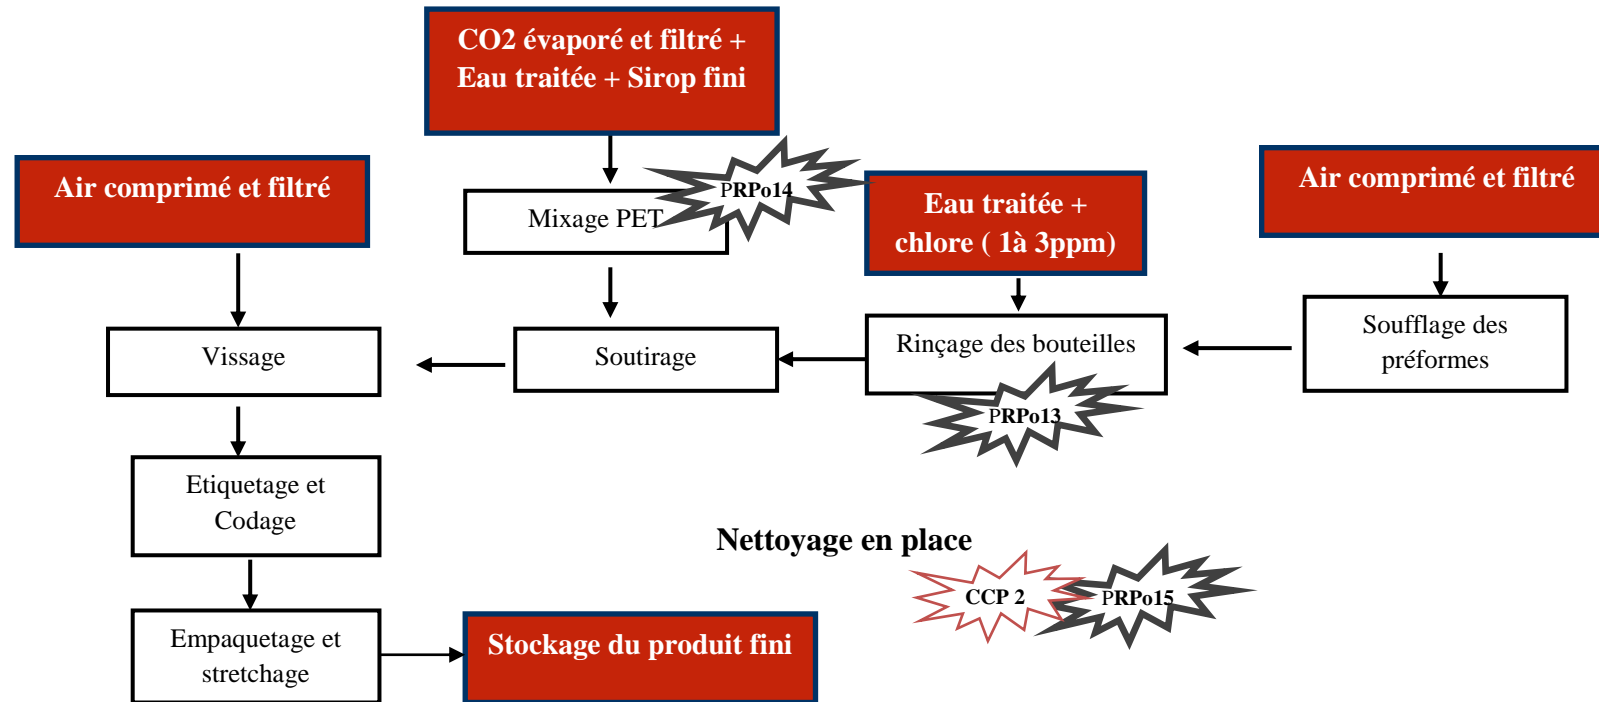 CO2 évaporé et filtré +
Eau traitée + Sirop fini
Air comprimé et filtré
Air comprimé et filtré
PRPo14
Mixage PET
Eau traitée +
chlore ( 1à 3ppm)
Vissage
Soutirage
Rinçage des bouteilles
Soufflage des
préformes
PRPo13
Etiquetage et
Codage
Nettoyage en place
CCP 2
PRPo15
Empaquetage et
stretchage
Stockage du produit fini